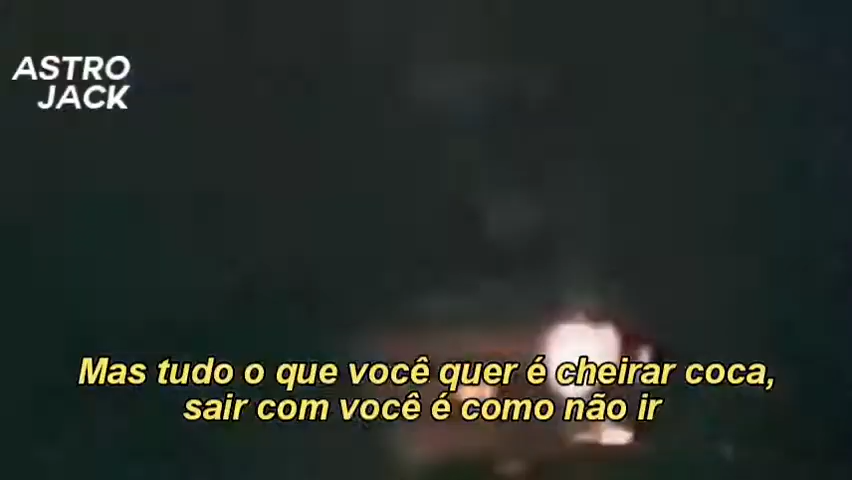 ASTRO
JACK
Mas tudo o que você quer é cheirar coca,
sair com você é como não ir